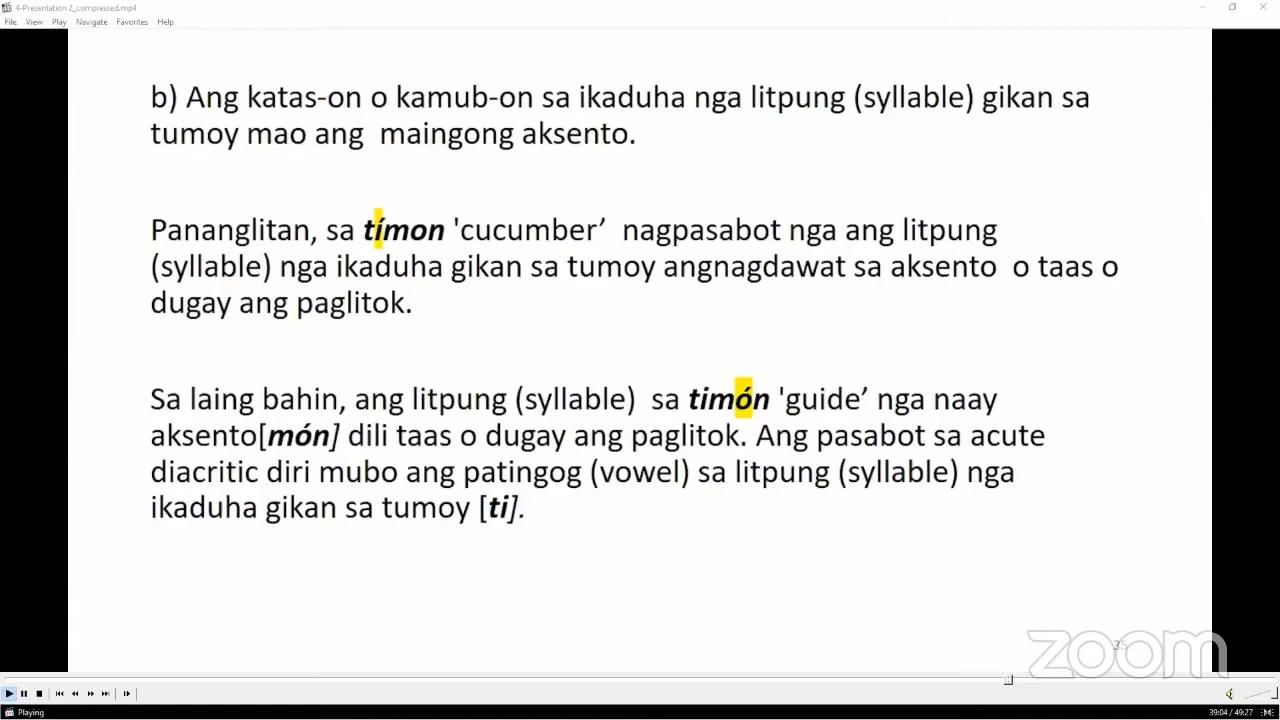 4-Presentation 2_compressed.mp4
File View Play Navigate Favorites Help
b) Ang katas-on o kamub-on sa ikaduha nga litpung (syllable) gikan sa
tumoy mao ang maingong aksento.
Pananglitan, sa tímon 'cucumber’ nagpasabot nga ang litpung
(syllable) nga ikaduha gikan sa tumoy angnagdawat sa aksento o taas o
dugay ang paglitok.
Sa laing bahin, ang litpung (syllable) sa timón 'guide’ nga naay
aksento[món] dili taas o dugay ang paglitok. Ang pasabot sa acute
diacritic diri mubo ang patingog (vowel) sa litpung (syllable) nga
ikaduha gikan sa tumoy [ti].
35
zoom
Playing
39:04 / 49:27